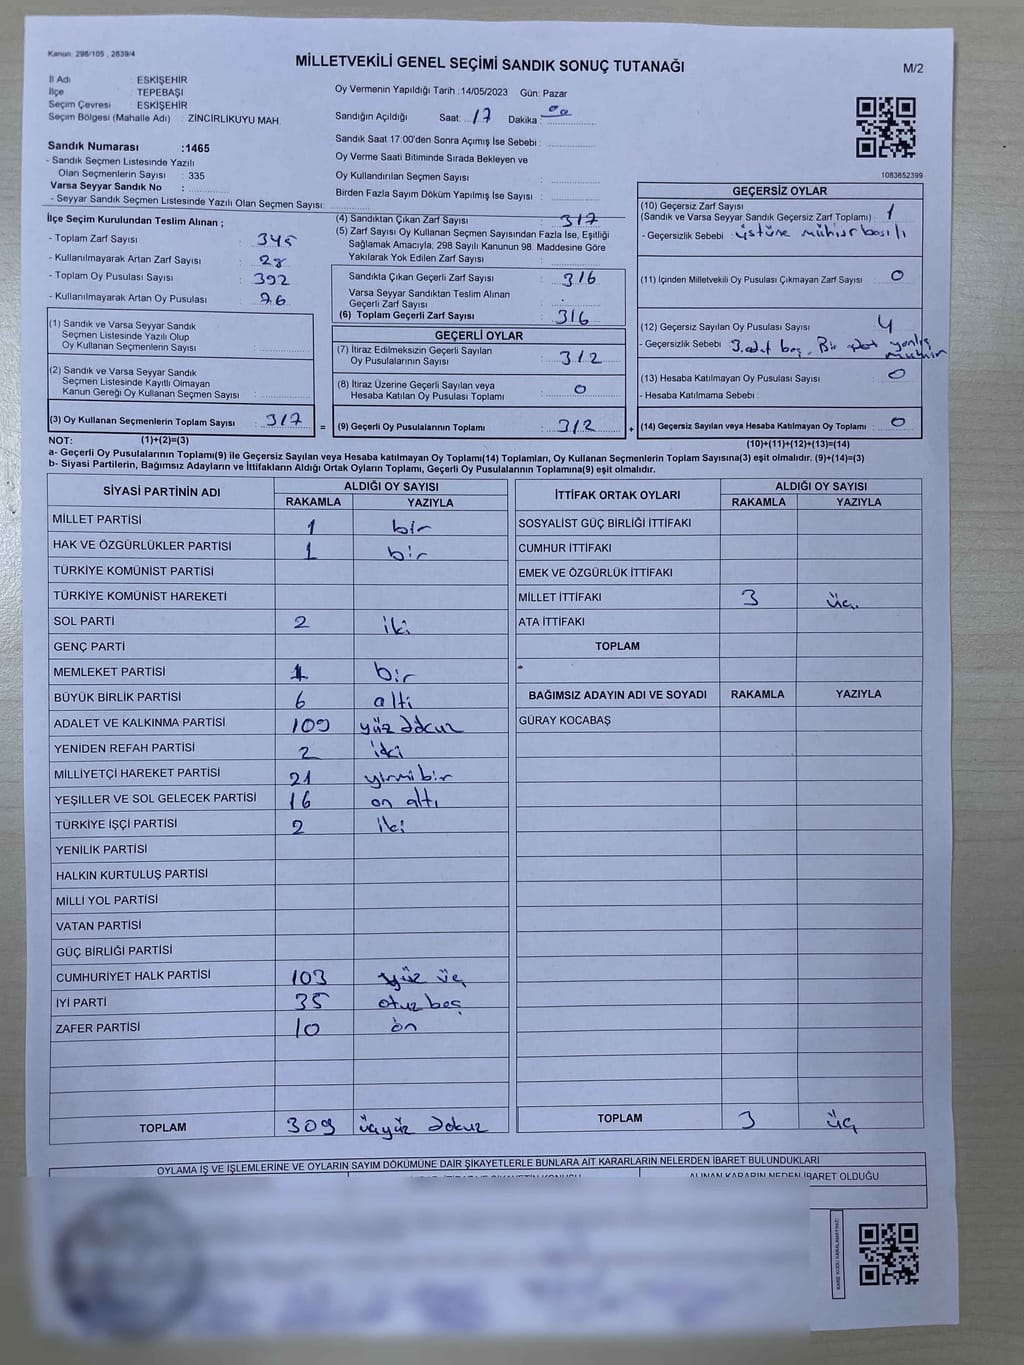 Kanun: 298/105 , 2839/4
MİLLETVEKİLİ GENEL SEÇİMİ SANDIK SONUÇ TUTANAĞI
M/2
İl Adı : ESKİŞEHİR
İlçe : TEPEBAŞI
Seçim Çevresi : ESKİŞEHİR
Seçim Bölgesi (Mahalle Adı) : ZİNCİRLİKUYU MAH.
Sandık Numarası :1465
- Sandık Seçmen Listesinde Yazılı
Olan Seçmenlerin Sayısı : 335
Varsa Seyyar Sandık No :
- Seyyar Sandık Seçmen Listesinde Yazılı Olan Seçmen Sayısı:
Oy Vermenin Yapıldığı Tarih :14/05/2023 Gün: Pazar
Sandığın Açıldığı Saat: 17 Dakika: 00
Sandık Saat 17:00'den Sonra Açımış İse Sebebi :
Oy Verme Saati Bitiminde Sırada Bekleyen ve
Oy Kullandırılan Seçmen Sayısı :
Birden Fazla Sayım Döküm Yapılmış İse Sayısı :
1083652399
İlçe Seçim Kurulundan Teslim Alınan ;
- Toplam Zarf Sayısı : 345
- Kullanılmayarak Artan Zarf Sayısı : 28
- Toplam Oy Pusulası Sayısı : 392
- Kullanılmayarak Artan Oy Pusulası : 76
(1) Sandık ve Varsa Seyyar Sandık
Seçmen Listesinde Yazılı Olup
Oy Kullanan Seçmenlerin Sayısı :
(2) Sandık ve Varsa Seyyar Sandık
Seçmen Listesinde Kayıtlı Olmayan
Kanun Gereği Oy Kullanan Seçmen Sayısı :
(3) Oy Kullanan Seçmenlerin Toplam Sayısı : 317 =
(4) Sandıktan Çıkan Zarf Sayısı : 317
(5) Zarf Sayısı Oy Kullanan Seçmen Sayısından Fazla İse, Eşitliği
Sağlamak Amacıyla; 298 Sayılı Kanunun 98. Maddesine Göre
Yakılarak Yok Edilen Zarf Sayısı :
Sandıkta Çıkan Geçerli Zarf Sayısı : 316
Varsa Seyyar Sandıktan Teslim Alınan
Geçerli Zarf Sayısı :
(6) Toplam Geçerli Zarf Sayısı : 316
GEÇERLİ OYLAR
(7) İtiraz Edilmeksizin Geçerli Sayılan
Oy Pusulalarının Sayısı : 312
(8) İtiraz Üzerine Geçerli Sayılan veya
Hesaba Katılan Oy Pusulası Toplamı : 0
(9) Geçerli Oy Pusulalarının Toplamı : 312 +
GEÇERSİZ OYLAR
(10) Geçersiz Zarf Sayısı
(Sandık ve Varsa Seyyar Sandık Geçersiz Zarf Toplamı) : 1
- Geçersizlik Sebebi : üstüne mühür basılı
(11) İçinden Milletvekili Oy Pusulası Çıkmayan Zarf Sayısı : 0
(12) Geçersiz Sayılan Oy Pusulası Sayısı : 4
- Geçersizlik Sebebi : 3 adet boş. Bir adet yanlış
mühür
(13) Hesaba Katılmayan Oy Pusulası Sayısı : 0
- Hesaba Katılmama Sebebi :
(14) Geçersiz Sayılan veya Hesaba Katılmayan Oy Toplamı : 0
NOT: (1)+(2)=(3)
(10)+(11)+(12)+(13)=(14)
a- Geçerli Oy Pusulalarının Toplamı(9) ile Geçersiz Sayılan veya Hesaba katılmayan Oy Toplamı(14) Toplamları, Oy Kullanan Seçmenlerin Toplam Sayısına(3) eşit olmalıdır. (9)+(14)=(3)
b- Siyasi Partilerin, Bağımsız Adayların ve İttifakların Aldığı Ortak Oyların Toplamı, Geçerli Oy Pusulalarının Toplamına(9) eşit olmalıdır.
SİYASİ PARTİNİN ADI ALDIĞI OY SAYISI
RAKAMLA YAZIYLA
MİLLET PARTİSİ 1 bir
HAK VE ÖZGÜRLÜKLER PARTİSİ 1 bir
TÜRKİYE KOMÜNİST PARTİSİ
TÜRKİYE KOMÜNİST HAREKETİ
SOL PARTİ 2 iki
GENÇ PARTİ
MEMLEKET PARTİSİ 1 bir
BÜYÜK BİRLİK PARTİSİ 6 altı
ADALET VE KALKINMA PARTİSİ 109 yüz dokuz
YENİDEN REFAH PARTİSİ 2 iki
MİLLİYETÇİ HAREKET PARTİSİ 21 yirmi bir
YEŞİLLER VE SOL GELECEK PARTİSİ 16 on altı
TÜRKİYE İŞÇİ PARTİSİ 2 iki
YENİLİK PARTİSİ
HALKIN KURTULUŞ PARTİSİ
MİLLİ YOL PARTİSİ
VATAN PARTİSİ
GÜÇ BİRLİĞİ PARTİSİ
CUMHURİYET HALK PARTİSİ 103 yüz üç
İYİ PARTİ 35 otuz beş
ZAFER PARTİSİ 10 on
TOPLAM 309 üçyüz dokuz
İTTİFAK ORTAK OYLARI ALDIĞI OY SAYISI
RAKAMLA YAZIYLA
SOSYALİST GÜÇ BİRLİĞİ İTTİFAKI
CUMHUR İTTİFAKI
EMEK VE ÖZGÜRLÜK İTTİFAKI
MİLLET İTTİFAKI 3 üç
ATA İTTİFAKI
TOPLAM
BAĞIMSIZ ADAYIN ADI VE SOYADI RAKAMLA YAZIYLA
GÜRAY KOCABAŞ
TOPLAM 3 üç
OYLAMA İŞ VE İŞLEMLERİNE VE OYLARIN SAYIM DÖKÜMÜNE DAİR ŞİKAYETLERLE BUNLARA AİT KARARLARIN NELERDEN İBARET BULUNDUKLARI
ALINAN KARARIN NEDEN İBARET OLDUĞU
KARE KODU KARALAMAYINIZ!